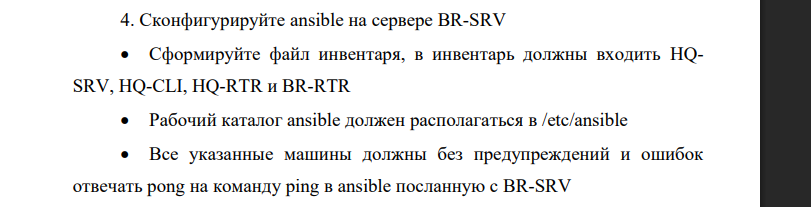 4. Сконфигурируйте ansible на сервере BR-SRV
• Сформируйте файл инвентаря, в инвентарь должны входить HQ-
SRV, HQ-CLI, HQ-RTR и BR-RTR
• Рабочий каталог ansible должен располагаться в /etc/ansible
• Все указанные машины должны без предупреждений и ошибок
отвечать pong на команду ping в ansible посланную с BR-SRV